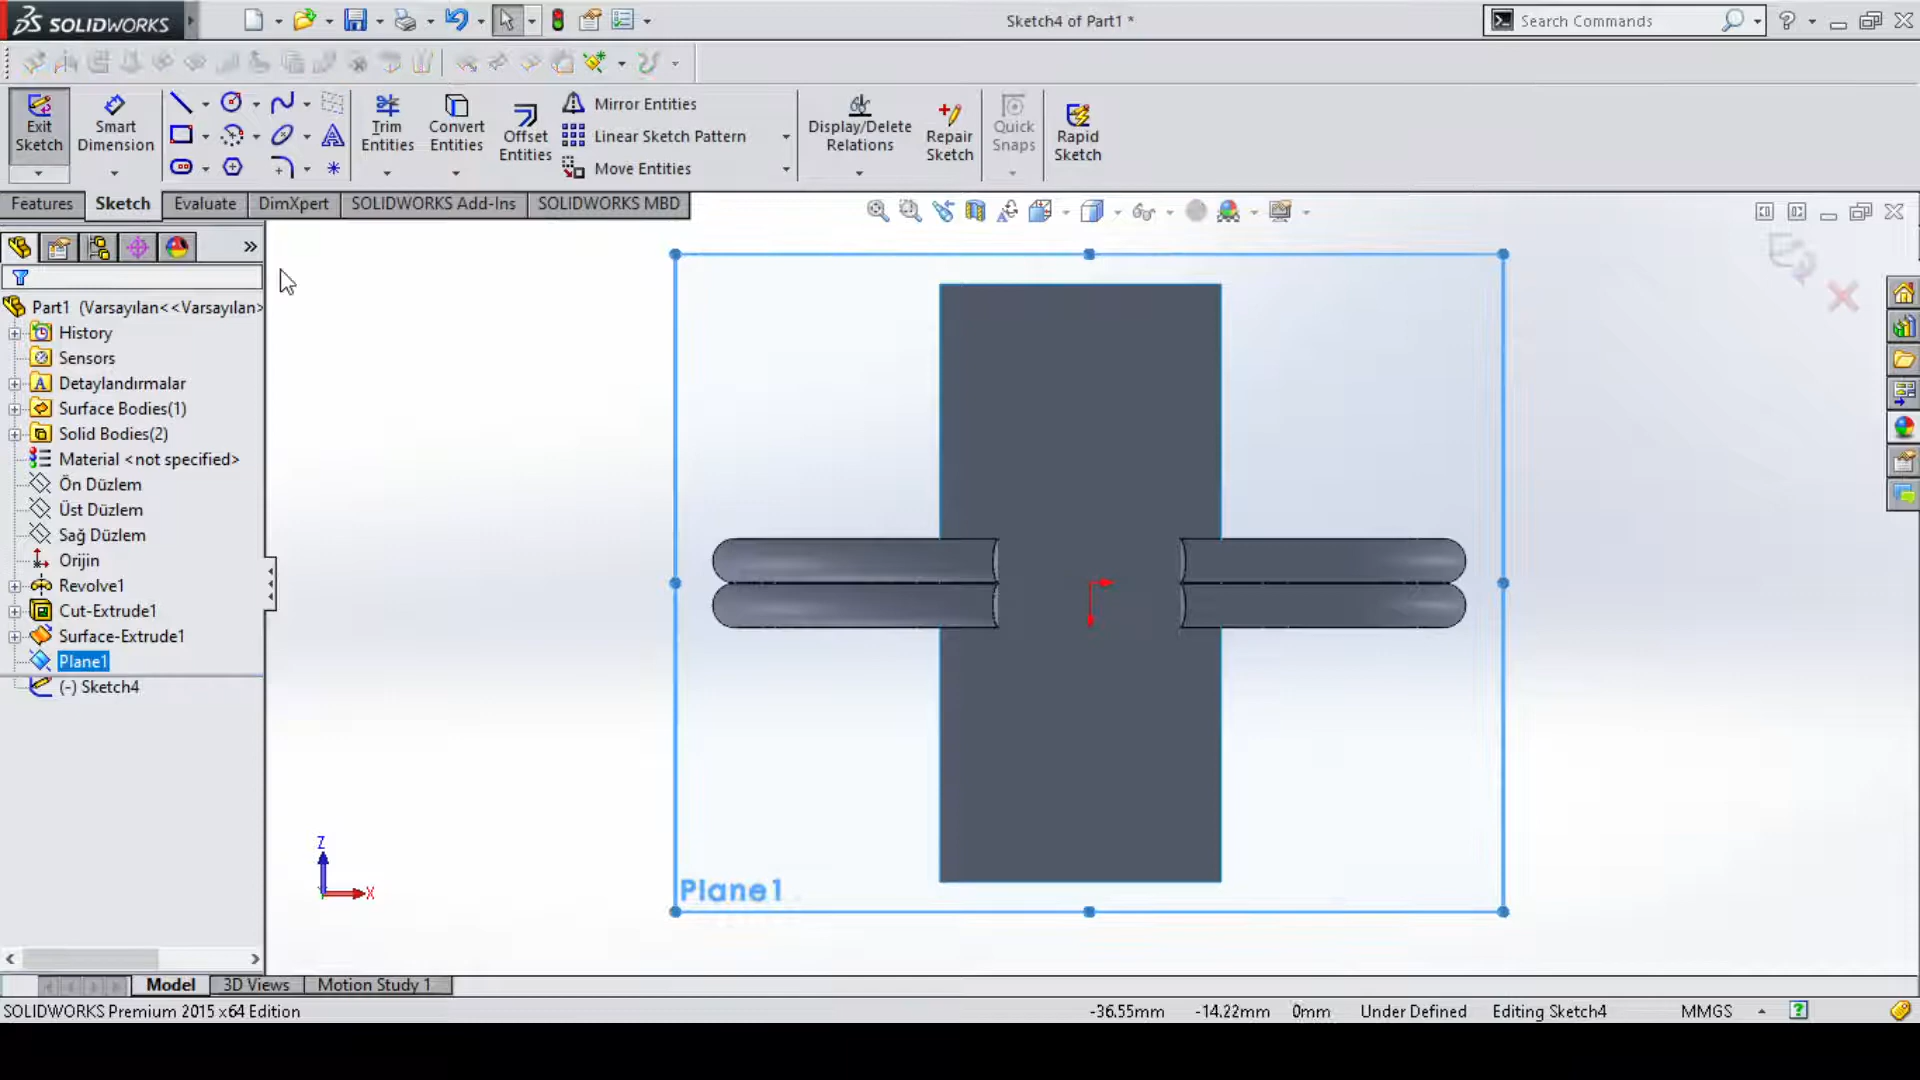 SOLIDWORKS
Sketch4 of Part1 *
Search Commands
Exit Sketch
Smart Dimension
Trim Entities
Convert Entities
Offset Entities
Mirror Entities
Linear Sketch Pattern
Move Entities
Display/Delete Relations
Repair Sketch
Quick Snaps
Rapid Sketch
Features Sketch Evaluate DimXpert SOLIDWORKS Add-Ins SOLIDWORKS MBD
Part1 (Varsayılan<<Varsayılan>
History
Sensors
Detaylandırmalar
Surface Bodies(1)
Solid Bodies(2)
Material <not specified>
Ön Düzlem
Üst Düzlem
Sağ Düzlem
Orijin
Revolve1
Cut-Extrude1
Surface-Extrude1
Plane1
(-) Sketch4
Z
X
Plane1
Model 3D Views Motion Study 1
SOLIDWORKS Premium 2015 x64 Edition
-36.55mm -14.22mm 0mm Under Defined Editing Sketch4 MMGS